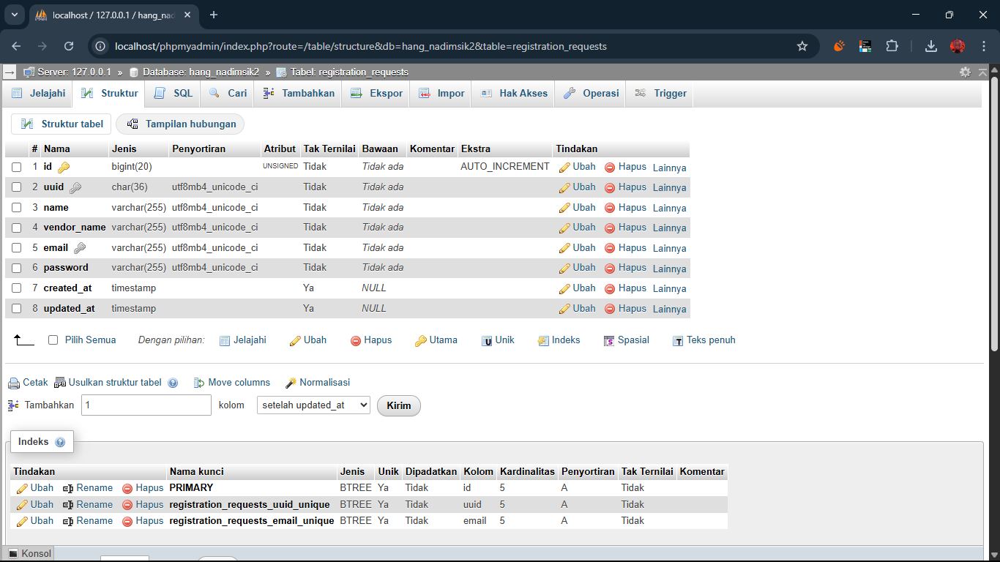 localhost / 127.0.0.1 / hang_nad
localhost/phpmyadmin/index.php?route=/table/structure&db=hang_nadimsik2&table=registration_requests
Server: 127.0.0.1 » Database: hang_nadimsik2 » Tabel: registration_requests
Jelajahi Struktur SQL Cari Tambahkan Ekspor Impor Hak Akses Operasi Trigger
Struktur tabel Tampilan hubungan
# Nama Jenis Penyortiran Atribut Tak Ternilai Bawaan Komentar Ekstra Tindakan
1 id bigint(20) UNSIGNED Tidak Tidak ada AUTO_INCREMENT Ubah Hapus Lainnya
2 uuid char(36) utf8mb4_unicode_ci Tidak Tidak ada Ubah Hapus Lainnya
3 name varchar(255) utf8mb4_unicode_ci Tidak Tidak ada Ubah Hapus Lainnya
4 vendor_name varchar(255) utf8mb4_unicode_ci Tidak Tidak ada Ubah Hapus Lainnya
5 email varchar(255) utf8mb4_unicode_ci Tidak Tidak ada Ubah Hapus Lainnya
6 password varchar(255) utf8mb4_unicode_ci Tidak Tidak ada Ubah Hapus Lainnya
7 created_at timestamp Ya NULL Ubah Hapus Lainnya
8 updated_at timestamp Ya NULL Ubah Hapus Lainnya
Pilih Semua Dengan pilihan: Jelajahi Ubah Hapus Utama Unik Indeks Spasial Teks penuh
Cetak Usulkan struktur tabel Move columns Normalisasi
Tambahkan 1 kolom setelah updated_at Kirim
Indeks
Tindakan Nama kunci Jenis Unik Dipadatkan Kolom Kardinalitas Penyortiran Tak Ternilai Komentar
Ubah Rename Hapus PRIMARY BTREE Ya Tidak id 5 A Tidak
Ubah Rename Hapus registration_requests_uuid_unique BTREE Ya Tidak uuid 5 A Tidak
Ubah Rename Hapus registration_requests_email_unique BTREE Ya Tidak email 5 A Tidak
Konsol